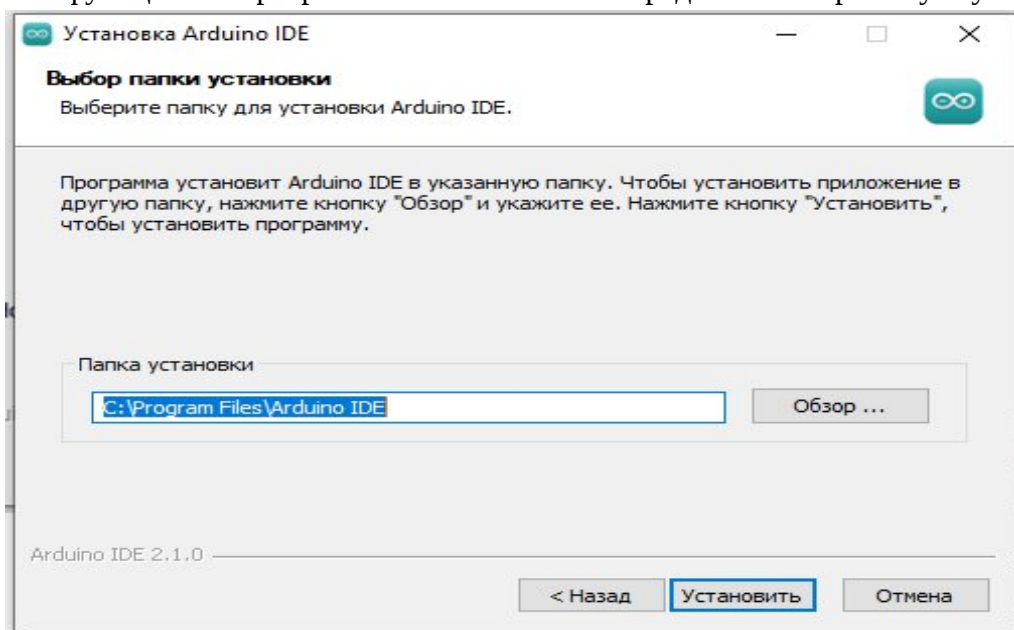 Установка Arduino IDE
Выбор папки установки
Выберите папку для установки Arduino IDE.
Программа установит Arduino IDE в указанную папку. Чтобы установить приложение в
другую папку, нажмите кнопку "Обзор" и укажите ее. Нажмите кнопку "Установить",
чтобы установить программу.
Папка установки
C:\Program Files\Arduino IDE
Обзор ...
Arduino IDE 2.1.0
< Назад
Установить
Отмена